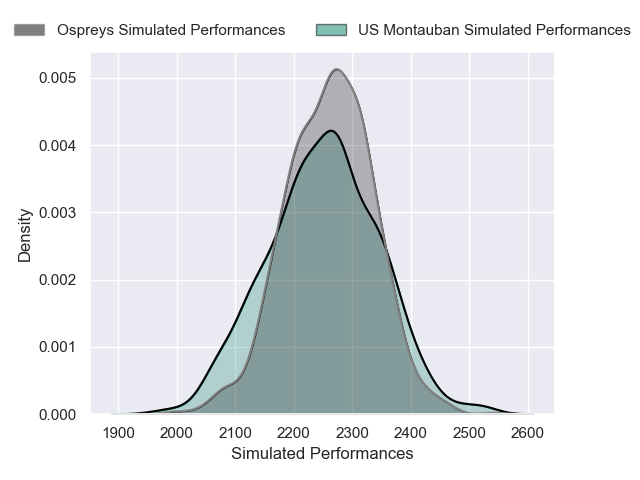 Ospreys Simulated Performances US Montauban Simulated Performances
0.005
0.004
0.003
0.002
0.001
0.000
Density
1900 2000 2100 2200 2300 2400 2500 2600
Simulated Performances